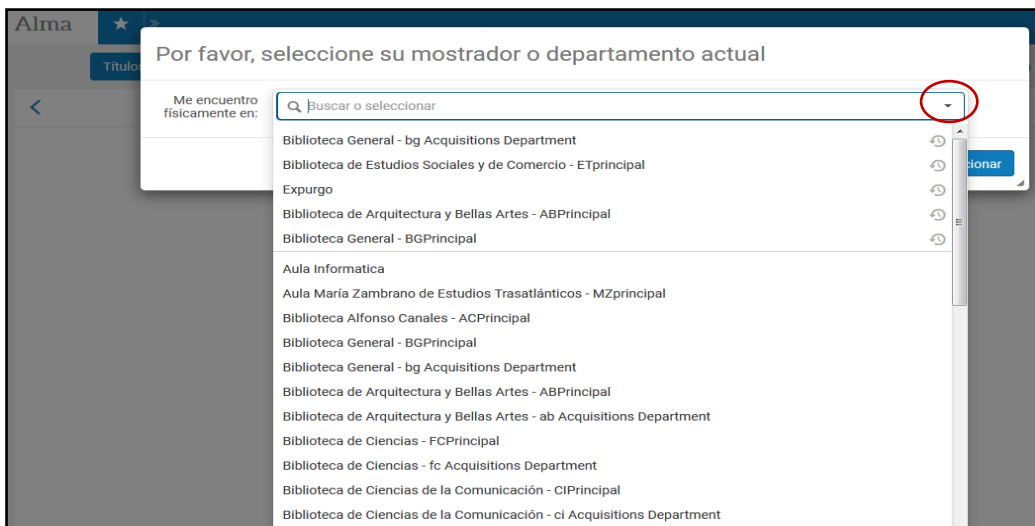 Alma
Por favor, seleccione su mostrador o departamento actual
Título
Me encuentro
físicamente en:
Buscar o seleccionar
Biblioteca General - bg Acquisitions Department
Biblioteca de Estudios Sociales y de Comercio - ETprincipal
cionar
Expurgo
Biblioteca de Arquitectura y Bellas Artes - ABPrincipal
Biblioteca General - BGPrincipal
Aula Informatica
Aula María Zambrano de Estudios Trasatlánticos - MZprincipal
Biblioteca Alfonso Canales - ACPrincipal
Biblioteca General - BGPrincipal
Biblioteca General - bg Acquisitions Department
Biblioteca de Arquitectura y Bellas Artes - ABPrincipal
Biblioteca de Arquitectura y Bellas Artes - ab Acquisitions Department
Biblioteca de Ciencias - FCPrincipal
Biblioteca de Ciencias - fc Acquisitions Department
Biblioteca de Ciencias de la Comunicación - CIPrincipal
Biblioteca de Ciencias de la Comunicación - ci Acquisitions Department